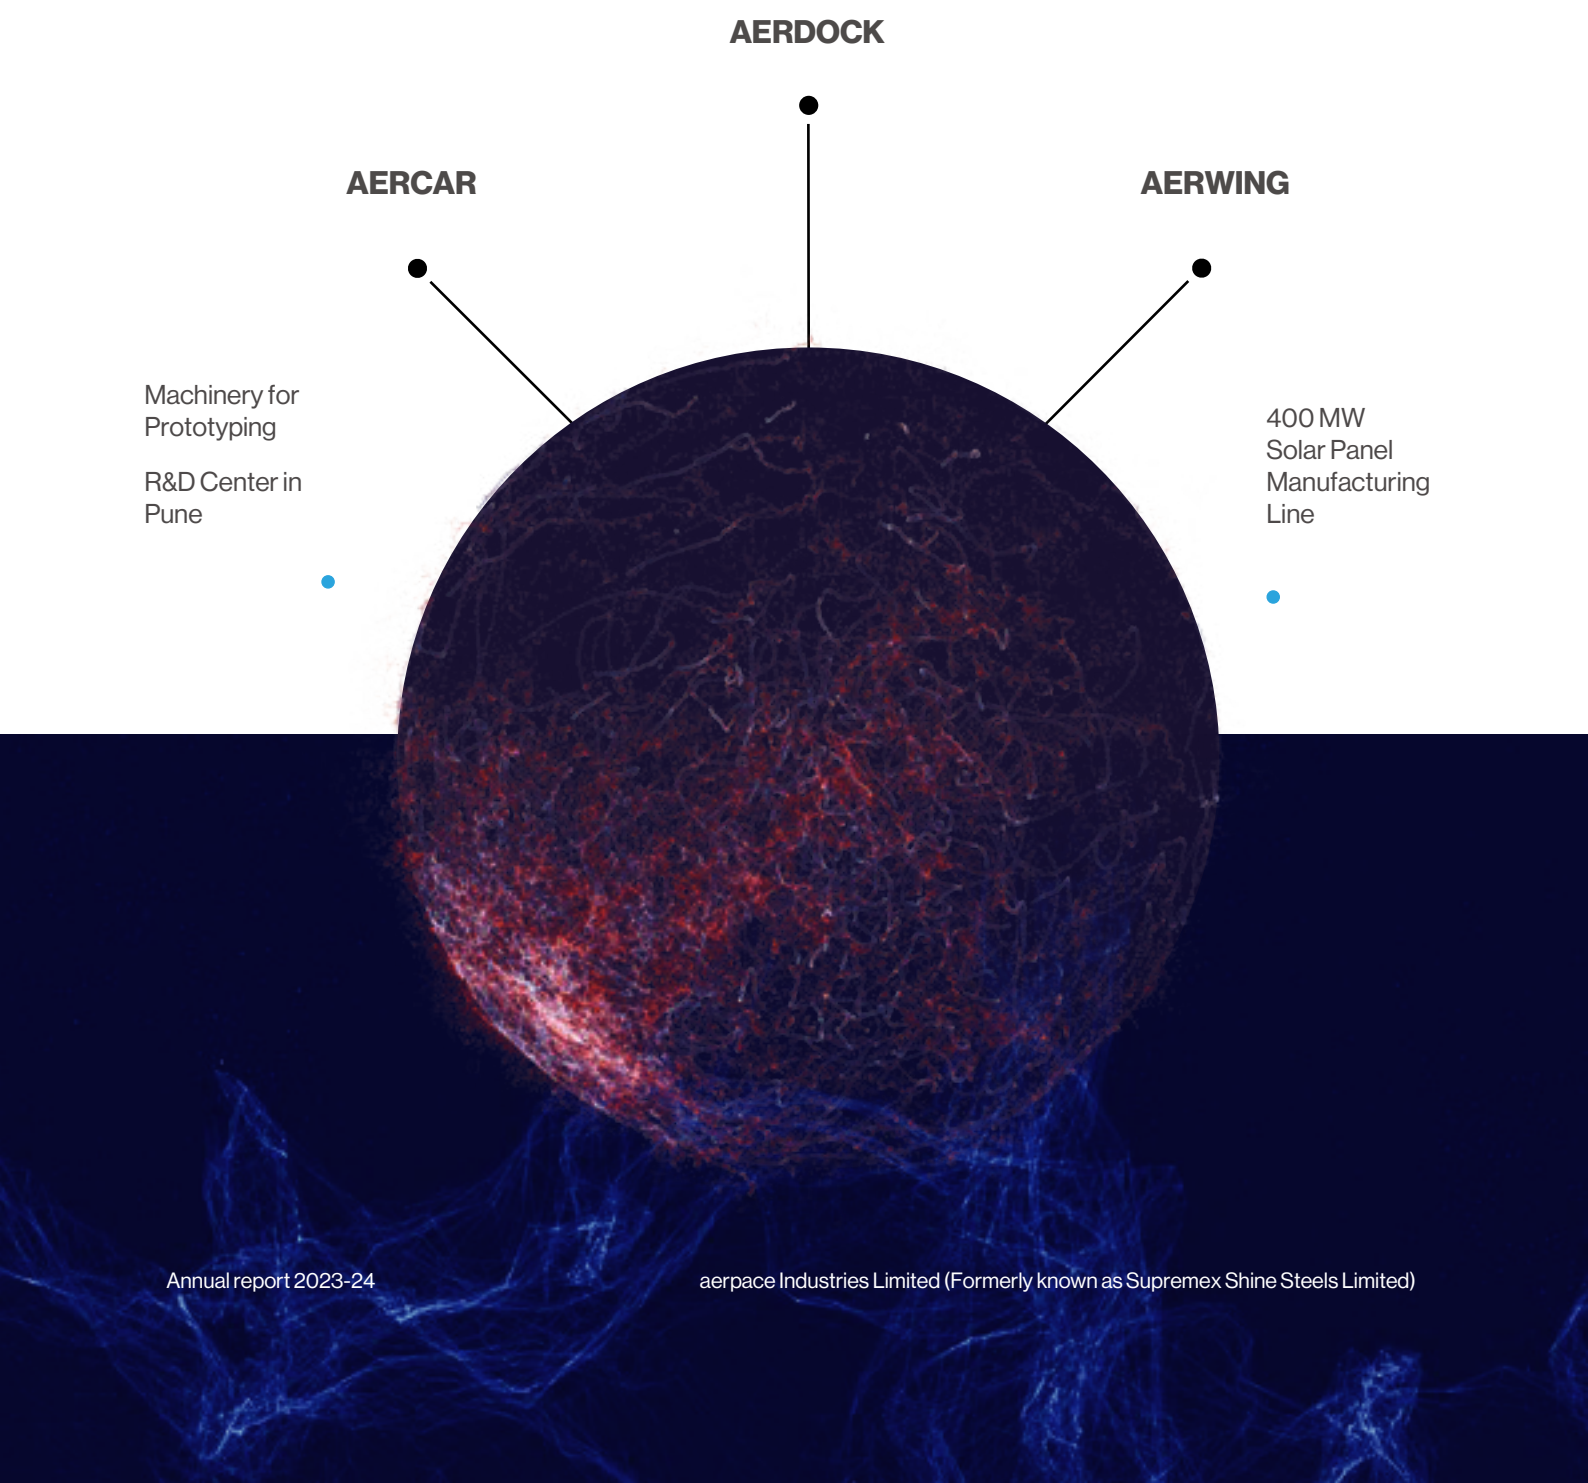 AERDOCK
AERCAR
AERWING
Machinery for
Prototyping
R&D Center in
Pune
400 MW
Solar Panel
Manufacturing
Line
Annual report 2023-24
aerpace Industries Limited (Formerly known as Supremex Shine Steels Limited)